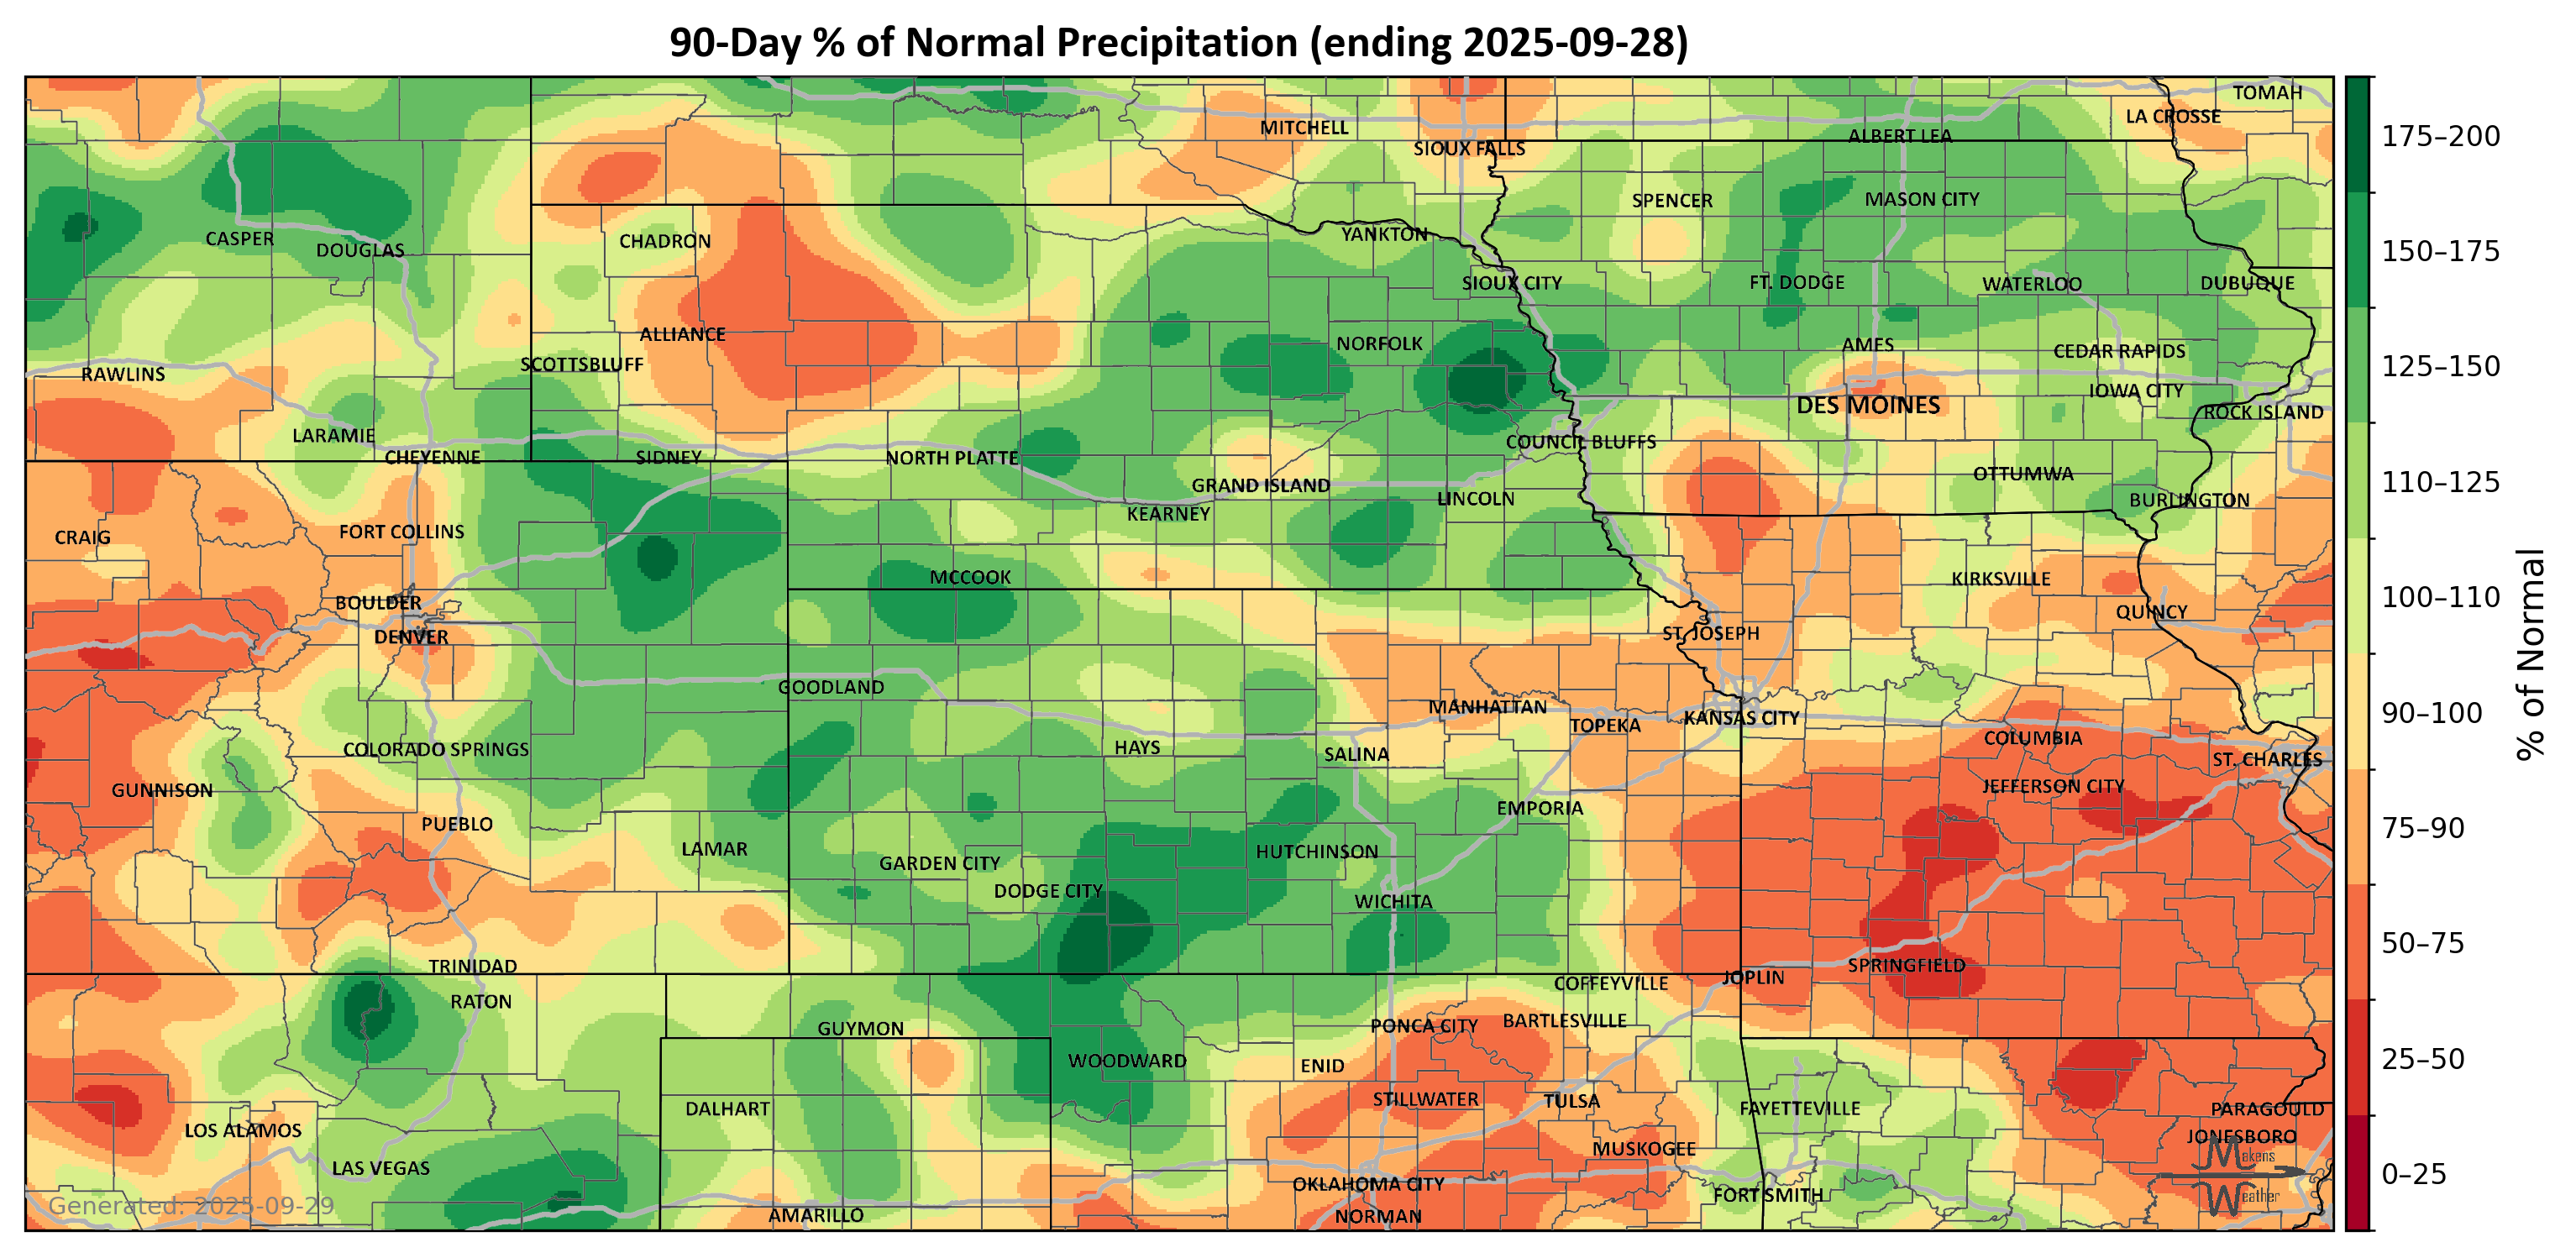 90-Day % of Normal Precipitation (ending 2025-09-28)
TOMAH
LA CROSSE
MITCHELL
ALBERT LEA
SIOUX FALLS
SPENCER
MASON CITY
CASPER
DOUGLAS
CHADRON
YANKTON
SIOUX CITY
FT. DODGE
WATERLOO
DUBUQUE
ALLIANCE
NORFOLK
AMES
CEDAR RAPIDS
SCOTTSBLUFF
RAWLINS
IOWA CITY
DES MOINES
ROCK ISLAND
LARAMIE
COUNCIL BLUFFS
CHEYENNE
SIDNEY
NORTH PLATTE
OTTUMWA
GRAND ISLAND
LINCOLN
BURLINGTON
KEARNEY
CRAIG
FORT COLLINS
MCCOOK
KIRKSVILLE
BOULDER
QUINCY
DENVER
ST. JOSEPH
GOODLAND
MANHATTAN
TOPEKA
KANSAS CITY
COLUMBIA
COLORADO SPRINGS
HAYS
SALINA
ST. CHARLES
GUNNISON
JEFFERSON CITY
EMPORIA
PUEBLO
LAMAR
GARDEN CITY
HUTCHINSON
DODGE CITY
WICHITA
TRINIDAD
SPRINGFIELD
JOPLIN
COFFEYVILLE
RATON
GUYMON
PONCA CITY
BARTLESVILLE
WOODWARD
ENID
STILLWATER
TULSA
DALHART
FAYETTEVILLE
PARAGOULD
LOS ALAMOS
JONESBORO
MUSKOGEE
LAS VEGAS
OKLAHOMA CITY
FORT SMITH
AMARILLO
NORMAN
Generated: 2025-09-29
Makens
Weather
175–200
150–175
125–150
110–125
100–110
90–100
75–90
50–75
25–50
0–25
% of Normal